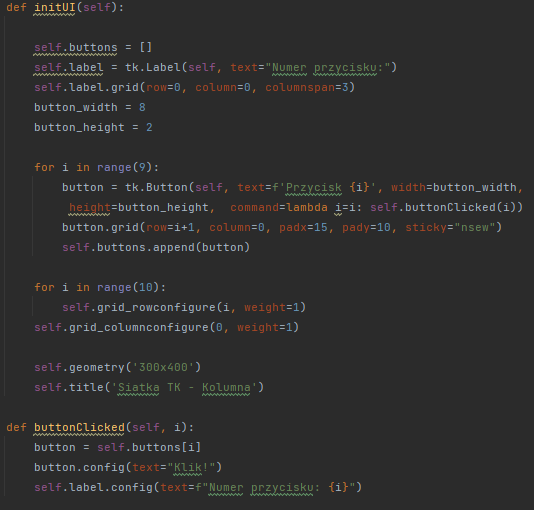 def initUI(self):
self.buttons = []
self.label = tk.Label(self, text="Numer przycisku:")
self.label.grid(row=0, column=0, columnspan=3)
button_width = 8
button_height = 2
for i in range(9):
button = tk.Button(self, text=f'Przycisk {i}', width=button_width,
height=button_height,  command=lambda i=i: self.buttonClicked(i))
button.grid(row=i+1, column=0, padx=15, pady=10, sticky="nsew")
self.buttons.append(button)
for i in range(10):
self.grid_rowconfigure(i, weight=1)
self.grid_columnconfigure(0, weight=1)
self.geometry('300x400')
self.title('Siatka TK - Kolumna')
def buttonClicked(self, i):
button = self.buttons[i]
button.config(text="Klik!")
self.label.config(text=f"Numer przycisku: {i}")